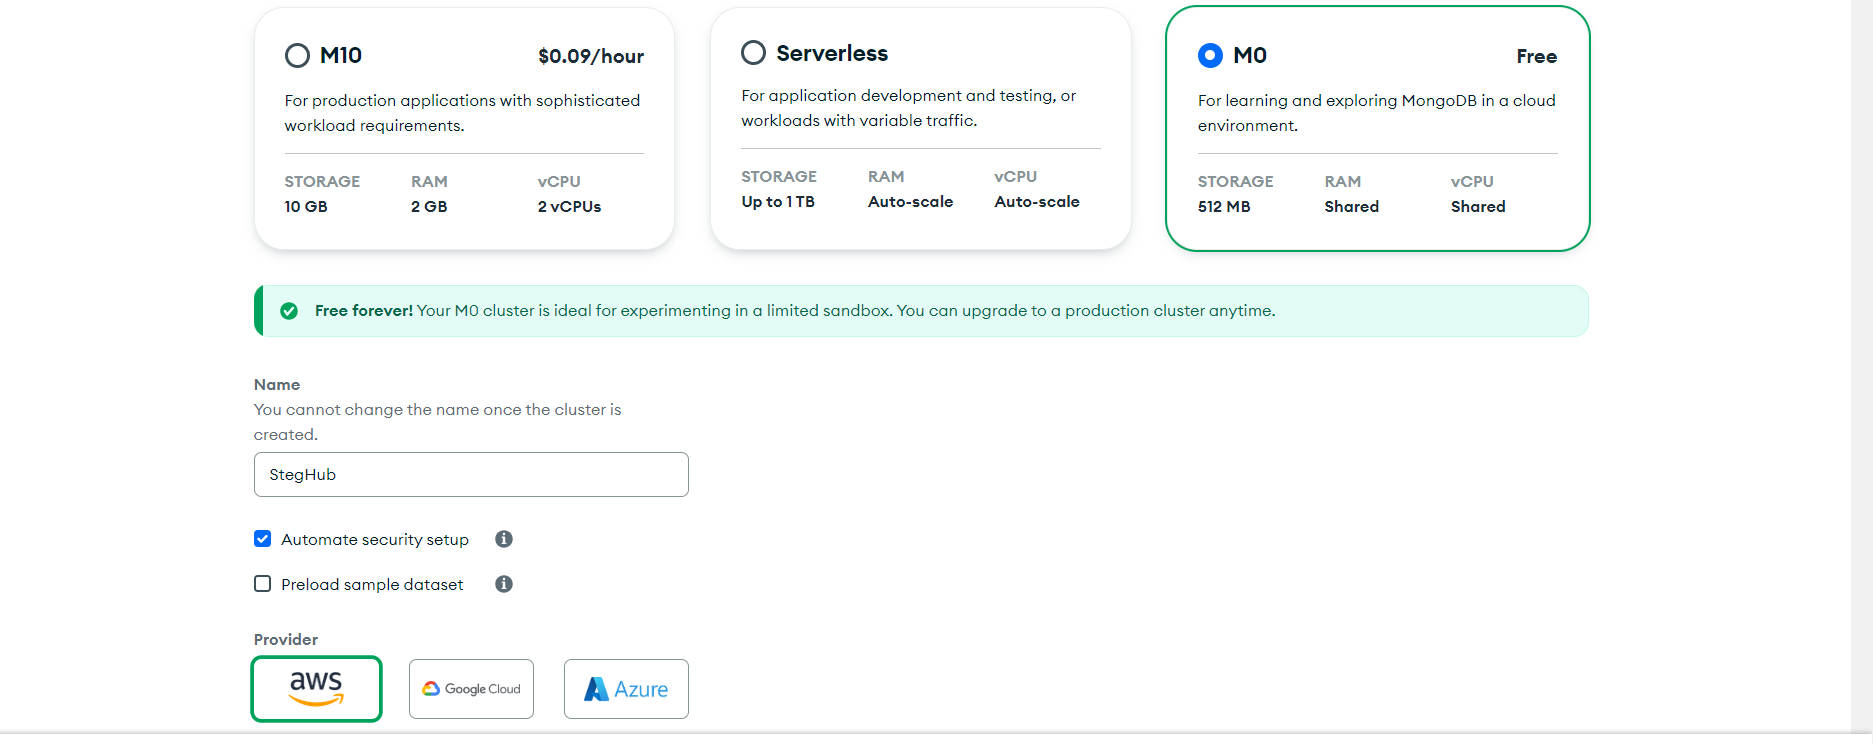 M10 $0.09/hour
For production applications with sophisticated
workload requirements.
STORAGE RAM vCPU
10 GB 2 GB 2 vCPUs
Serverless
For application development and testing, or
workloads with variable traffic.
STORAGE RAM vCPU
Up to 1 TB Auto-scale Auto-scale
M0 Free
For learning and exploring MongoDB in a cloud
environment.
STORAGE RAM vCPU
512 MB Shared Shared
Free forever! Your M0 cluster is ideal for experimenting in a limited sandbox. You can upgrade to a production cluster anytime.
Name
You cannot change the name once the cluster is
created.
StegHub
Automate security setup
Preload sample dataset
Provider
aws Google Cloud Azure